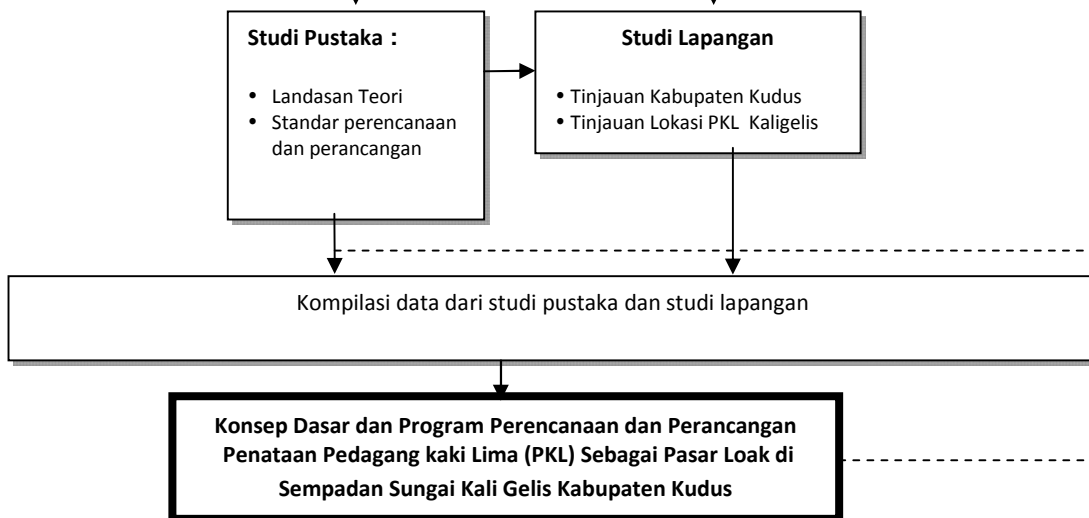 Studi Pustaka :
• Landasan Teori
• Standar perencanaan
dan perancangan
Studi Lapangan
• Tinjauan Kabupaten Kudus
• Tinjauan Lokasi PKL Kaligelis
Kompilasi data dari studi pustaka dan studi lapangan
Konsep Dasar dan Program Perencanaan dan Perancangan
Penataan Pedagang kaki Lima (PKL) Sebagai Pasar Loak di
Sempadan Sungai Kali Gelis Kabupaten Kudus